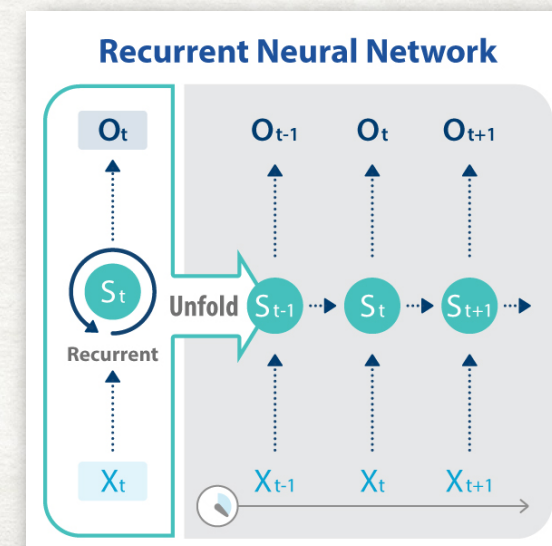 Recurrent Neural Network
Ot
Ot-1 Ot Ot+1
St
Recurrent
Unfold
St-1 St St+1
Xt
Xt-1 Xt Xt+1